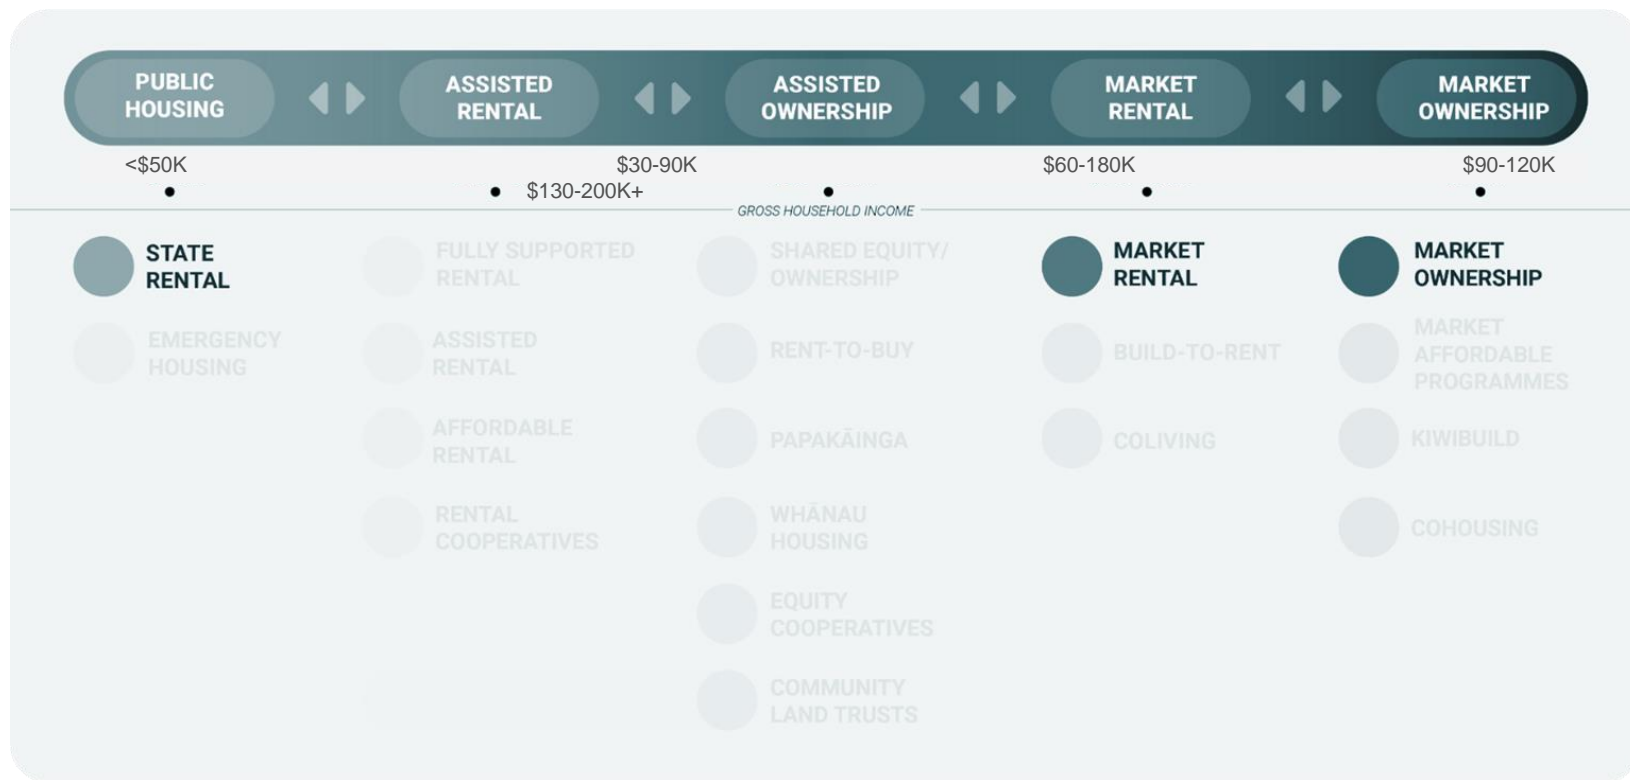 PUBLIC
HOUSING
ASSISTED
RENTAL
ASSISTED
OWNERSHIP
MARKET
RENTAL
MARKET
OWNERSHIP
<$50K
$30-90K
$60-180K
$90-120K
$130-200K+
GROSS HOUSEHOLD INCOME
STATE
RENTAL
EMERGENCY
HOUSING
FULLY SUPPORTED
RENTAL
ASSISTED
RENTAL
AFFORDABLE
RENTAL
RENTAL
COOPERATIVES
SHARED EQUITY/
OWNERSHIP
RENT-TO-BUY
PAPAKĀINGA
WHĀNAU
HOUSING
EQUITY
COOPERATIVES
COMMUNITY
LAND TRUSTS
MARKET
RENTAL
BUILD-TO-RENT
COLIVING
MARKET
OWNERSHIP
MARKET
AFFORDABLE
PROGRAMMES
KIWIBUILD
COHOUSING